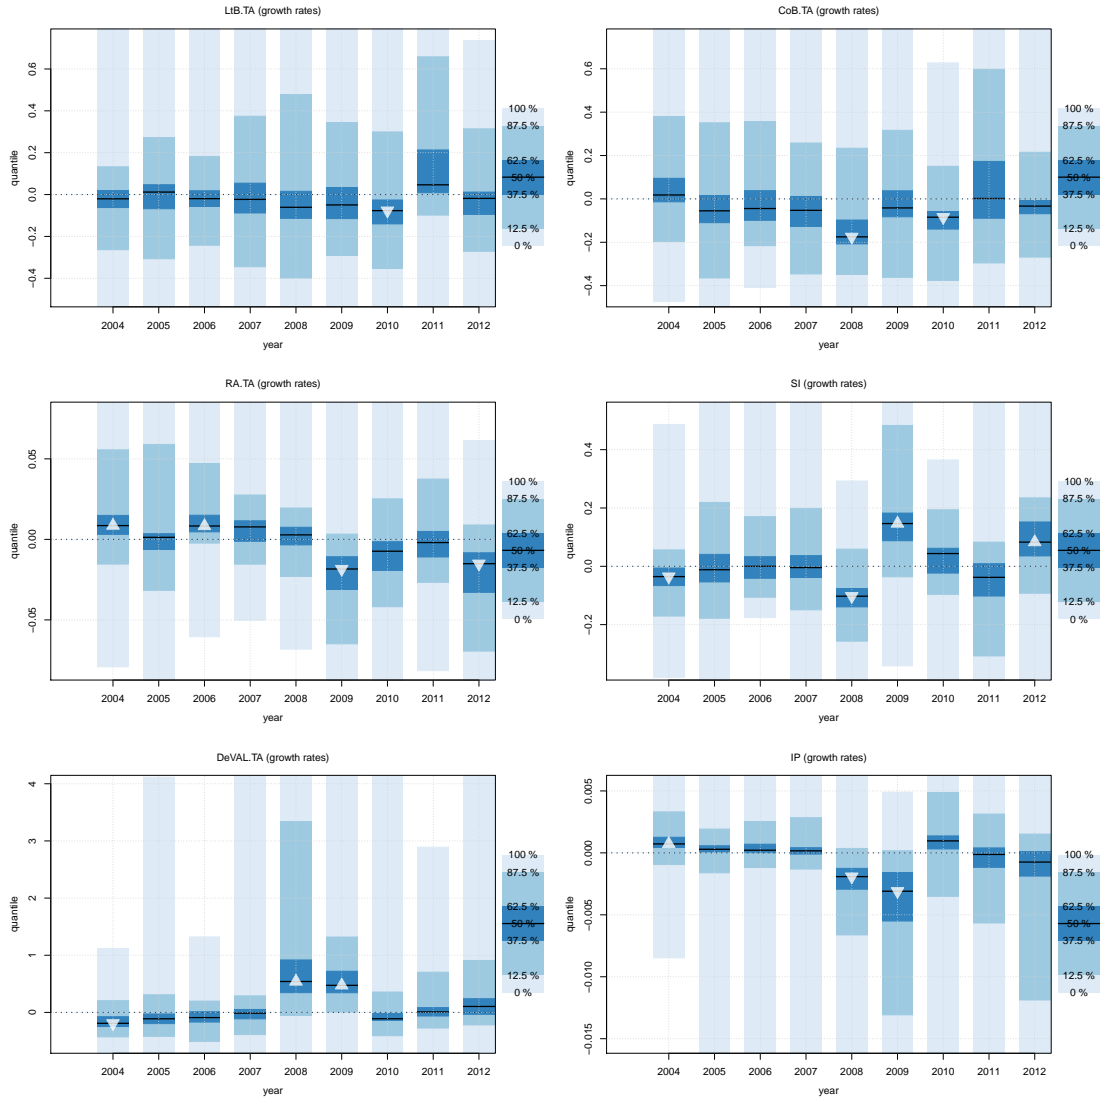 LtB.TA (growth rates)
quantile
0.6
0.4
0.2
0.0
−0.2
−0.4
2004 2005 2006 2007 2008 2009 2010 2011 2012
year
100 %
87.5 %
62.5 %
50 %
37.5 %
12.5 %
0 %
CoB.TA (growth rates)
quantile
0.6
0.4
0.2
0.0
−0.2
−0.4
2004 2005 2006 2007 2008 2009 2010 2011 2012
year
100 %
87.5 %
62.5 %
50 %
37.5 %
12.5 %
0 %
RA.TA (growth rates)
quantile
0.05
0.00
−0.05
2004 2005 2006 2007 2008 2009 2010 2011 2012
year
100 %
87.5 %
62.5 %
50 %
37.5 %
12.5 %
0 %
SI (growth rates)
quantile
0.4
0.2
0.0
−0.2
2004 2005 2006 2007 2008 2009 2010 2011 2012
year
100 %
87.5 %
62.5 %
50 %
37.5 %
12.5 %
0 %
DeVAL.TA (growth rates)
quantile
4
3
2
1
0
2004 2005 2006 2007 2008 2009 2010 2011 2012
year
100 %
87.5 %
62.5 %
50 %
37.5 %
12.5 %
0 %
IP (growth rates)
quantile
0.005
0.000
−0.005
−0.010
−0.015
2004 2005 2006 2007 2008 2009 2010 2011 2012
year
100 %
87.5 %
62.5 %
50 %
37.5 %
12.5 %
0 %